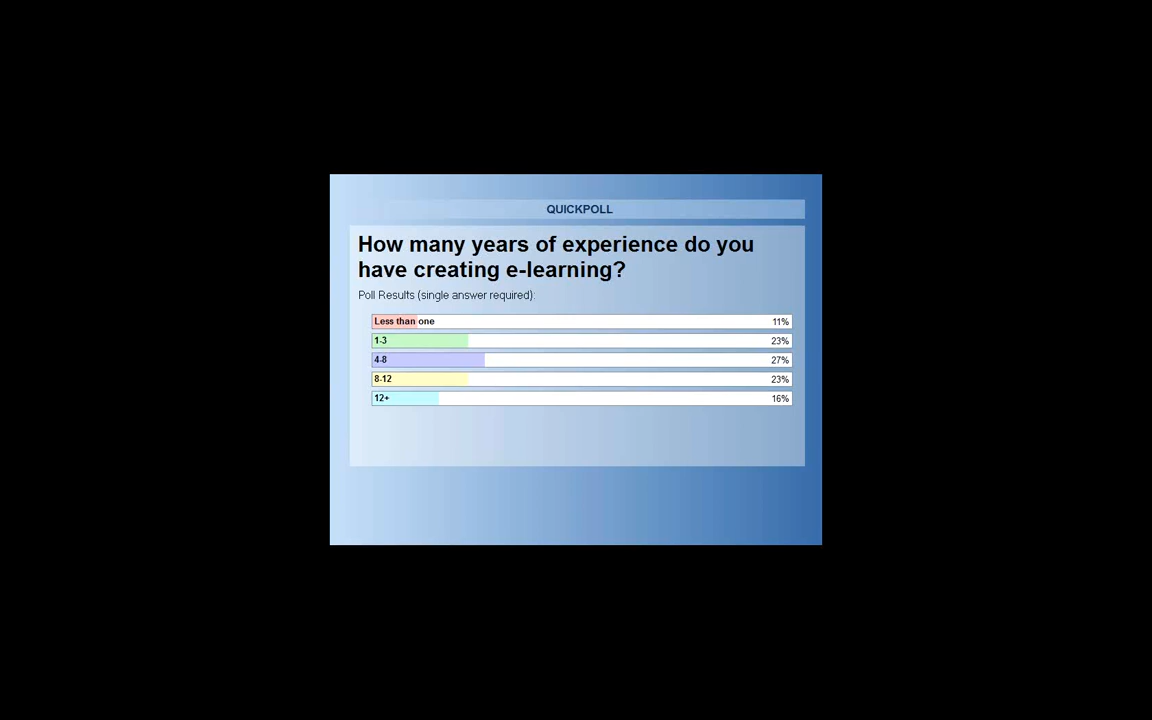 QUICKPOLL
How many years of experience do you
have creating e-learning?
Poll Results (single answer required):
Less than one 11%
1-3 23%
4-8 27%
8-12 23%
12+ 16%